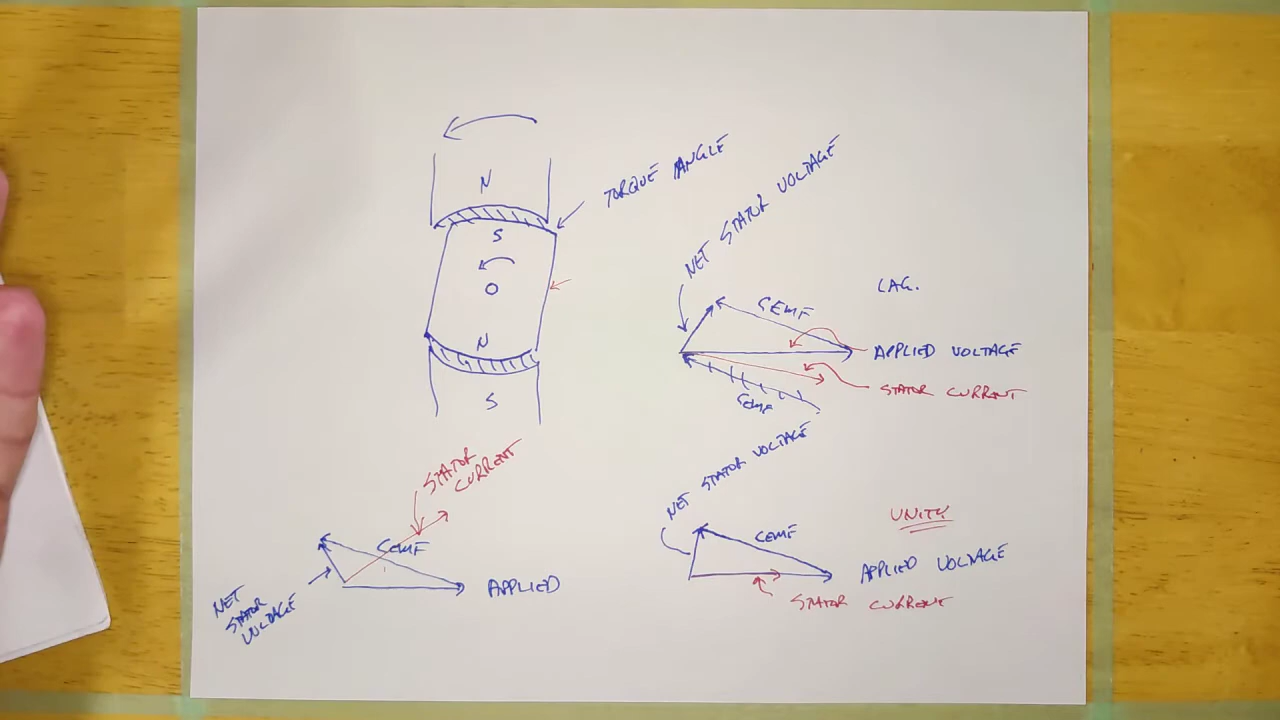 N
TORQUE ANGLE
S
O
N
S
NET STATOR VOLTAGE
LAG.
CEMF
APPLIED VOLTAGE
STATOR CURRENT
CEMF
STATOR
CURRENT
CEMF
APPLIED
NET
STATOR
VOLTAGE
NET STATOR VOLTAGE
UNITY
CEMF
APPLIED VOLTAGE
STATOR CURRENT